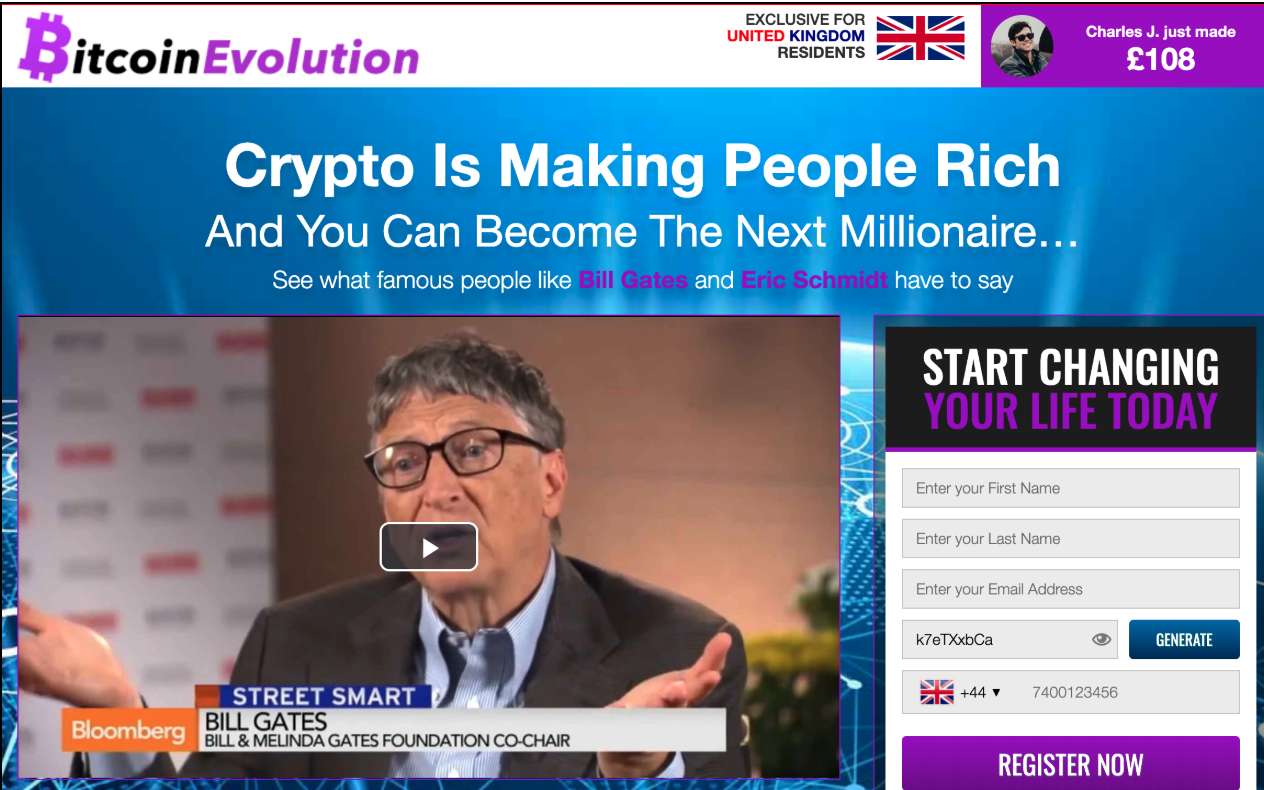 BitcoinEvolution
EXCLUSIVE FOR
UNITED KINGDOM
RESIDENTS
Charles J. just made
£108
Crypto Is Making People Rich
And You Can Become The Next Millionaire...
See what famous people like Bill Gates and Eric Schmidt have to say
STREET SMART
Bloomberg
BILL GATES
BILL & MELINDA GATES FOUNDATION CO-CHAIR
START CHANGING
YOUR LIFE TODAY
Enter your First Name
Enter your Last Name
Enter your Email Address
k7eTXxbCa
GENERATE
+44 ▼ 7400123456
REGISTER NOW